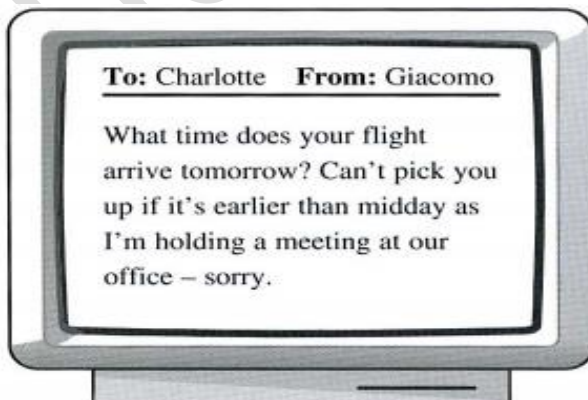 To: Charlotte From: Giacomo
What time does your flight
arrive tomorrow? Can't pick you
up if it's earlier than midday as
I'm holding a meeting at our
office – sorry.